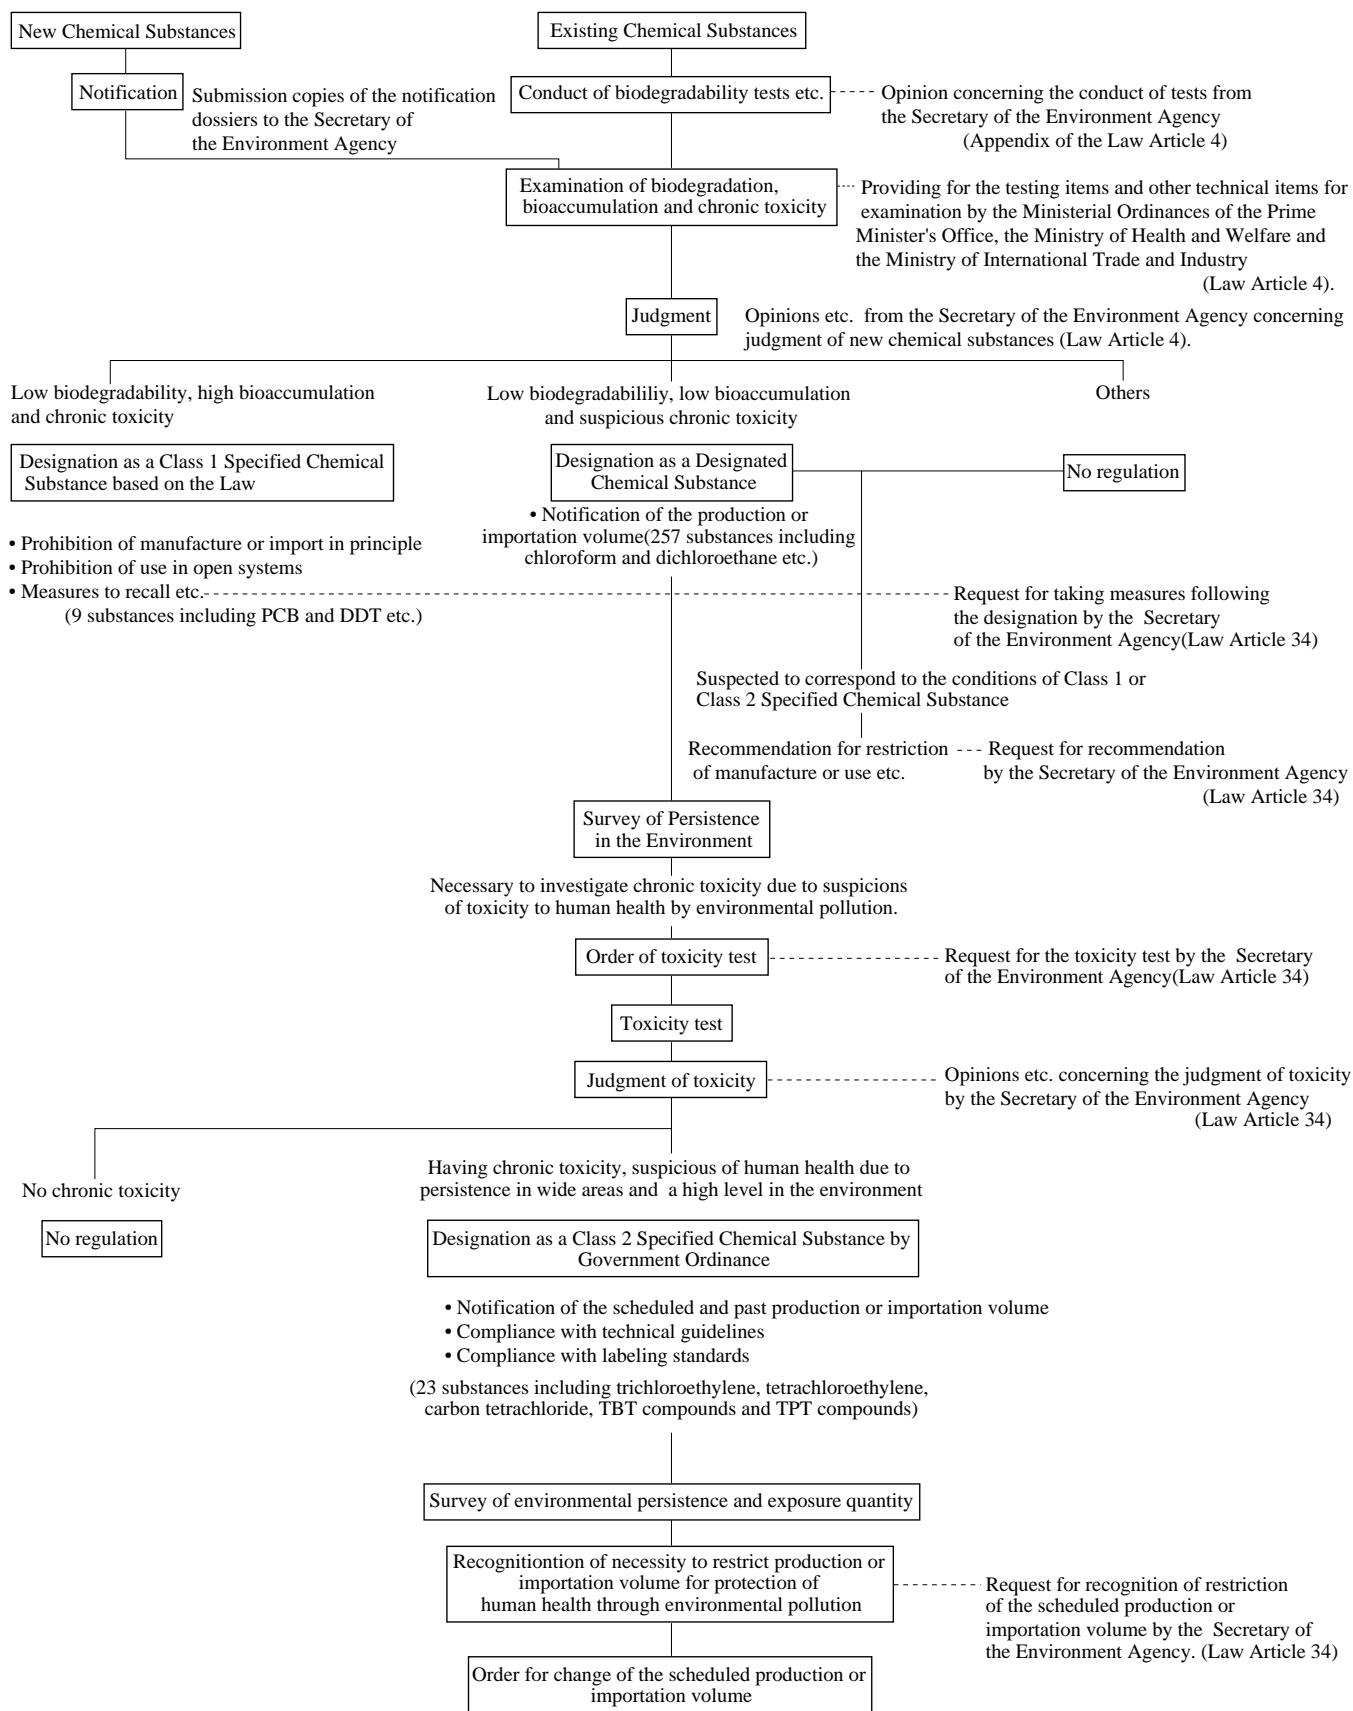 New Chemical Substances
Existing Chemical Substances
Notification
Submission copies of the notification
dossiers to the Secretary of
the Environment Agency
Conduct of biodegradability tests etc.
Opinion concerning the conduct of tests from
the Secretary of the Environment Agency
(Appendix of the Law Article 4)
Examination of biodegradation,
bioaccumulation and chronic toxicity
Providing for the testing items and other technical items for
examination by the Ministerial Ordinances of the Prime
Minister's Office, the Ministry of Health and Welfare and
the Ministry of International Trade and Industry
(Law Article 4).
Judgment
Opinions etc. from the Secretary of the Environment Agency concerning
judgment of new chemical substances (Law Article 4).
Low biodegradability, high bioaccumulation
and chronic toxicity
Low biodegradabililiy, low bioaccumulation
and suspicious chronic toxicity
Others
Designation as a Class 1 Specified Chemical
Substance based on the Law
Designation as a Designated
Chemical Substance
No regulation
• Notification of the production or
importation volume(257 substances including
chloroform and dichloroethane etc.)
• Prohibition of manufacture or import in principle
• Prohibition of use in open systems
• Measures to recall etc.
(9 substances including PCB and DDT etc.)
Request for taking measures following
the designation by the Secretary
of the Environment Agency(Law Article 34)
Suspected to correspond to the conditions of Class 1 or
Class 2 Specified Chemical Substance
Recommendation for restriction
of manufacture or use etc.
Request for recommendation
by the Secretary of the Environment Agency
(Law Article 34)
Survey of Persistence
in the Environment
Necessary to investigate chronic toxicity due to suspicions
of toxicity to human health by environmental pollution.
Order of toxicity test
Request for the toxicity test by the Secretary
of the Environment Agency(Law Article 34)
Toxicity test
Judgment of toxicity
Opinions etc. concerning the judgment of toxicity
by the Secretary of the Environment Agency
(Law Article 34)
No chronic toxicity
Having chronic toxicity, suspicious of human health due to
persistence in wide areas and a high level in the environment
No regulation
Designation as a Class 2 Specified Chemical Substance by
Government Ordinance
• Notification of the scheduled and past production or importation volume
• Compliance with technical guidelines
• Compliance with labeling standards
(23 substances including trichloroethylene, tetrachloroethylene,
carbon tetrachloride, TBT compounds and TPT compounds)
Survey of environmental persistence and exposure quantity
Recognitiontion of necessity to restrict production or
importation volume for protection of
human health through environmental pollution
Request for recognition of restriction
of the scheduled production or
importation volume by the Secretary of
the Environment Agency. (Law Article 34)
Order for change of the scheduled production or
importation volume